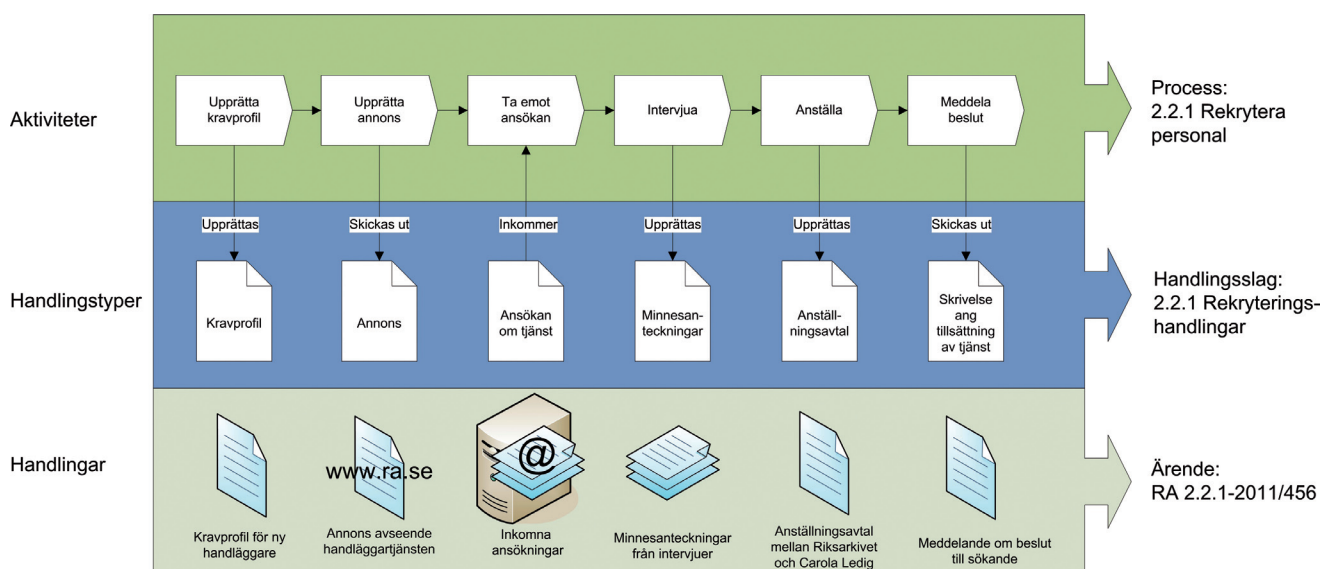 Aktiviteter
Upprätta
kravprofil
Upprätta
annons
Ta emot
ansökan
Intervjua
Anställa
Meddela
beslut
Process:
2.2.1 Rekrytera
personal
Upprättas
Skickas ut
Inkommer
Upprättas
Upprättas
Skickas ut
Handlingstyper
Kravprofil
Annons
Ansökan
om tjänst
Minnesan-
teckningar
Anställ-
ningsavtal
Skrivelse
ang
tillsättning
av tjänst
Handlingsslag:
2.2.1 Rekryterings-
handlingar
Handlingar
www.ra.se
@
Kravprofil för ny
handläggare
Annons avseende
handläggartjänsten
Inkomna
ansökningar
Minnesanteckningar
från intervjuer
Anställningsavtal
mellan Riksarkivet
och Carola Ledig
Meddelande om beslut
till sökande
Ärende:
RA 2.2.1-2011/456